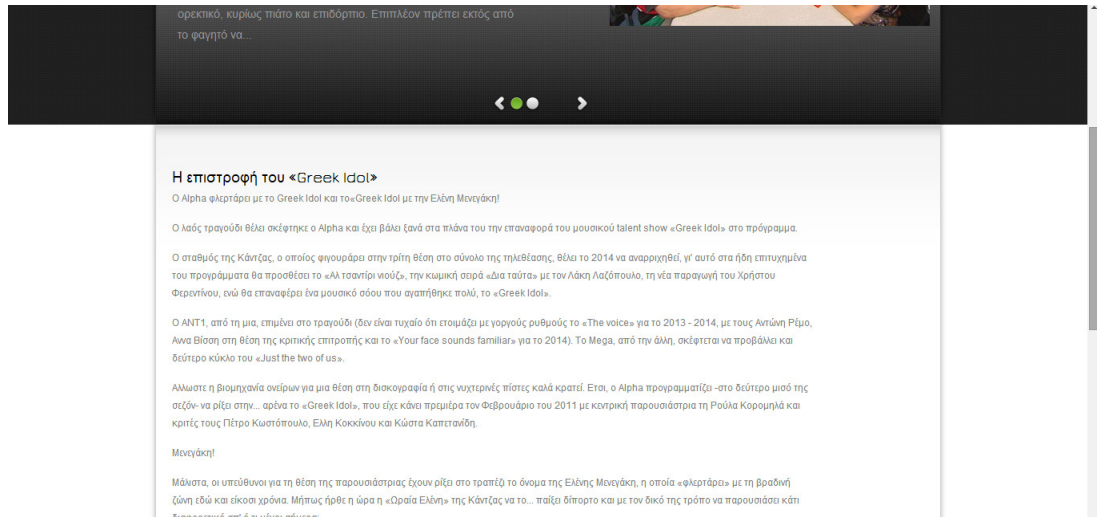 ορεκτικό, κυρίως πιάτο και επιδόρπιο. Επιπλέον πρέπει εκτός από
το φαγητό να...
Η επιστροφή του «Greek Idol»
Ο Alpha φλερτάρει με το Greek Idol και το«Greek Idol με την Ελένη Μενεγάκη!
Ο λαός τραγούδι θέλει σκέφτηκε ο Alpha και έχει βάλει ξανά στα πλάνα του την επαναφορά του μουσικού talent show «Greek Idol» στο πρόγραμμα.
Ο σταθμός της Κάντζας, ο οποίος φιγουράρει στην τρίτη θέση στο σύνολο της τηλεθέασης, θέλει το 2014 να αναρριχηθεί, γι' αυτό στα ήδη επιτυχημένα
του προγράμματα θα προσθέσει το «Αλ τσαντίρι νιούζ», την κωμική σειρά «Δια ταύτα» με τον Λάκη Λαζόπουλο, τη νέα παραγωγή του Χρήστου
Φερεντίνου, ενώ θα επαναφέρει ένα μουσικό σόου που αγαπήθηκε πολύ, το «Greek Idol».
Ο ΑΝΤ1, από τη μια, επιμένει στο τραγούδι (δεν είναι τυχαίο ότι ετοιμάζει με γοργούς ρυθμούς το «The voice» για το 2013 - 2014, με τους Αντώνη Ρέμο,
Αννα Βίσση στη θέση της κριτικής επιτροπής και το «Your face sounds familiar» για το 2014). Το Mega, από την άλλη, σκέφτεται να προβάλλει και
δεύτερο κύκλο του «Just the two of us».
Αλλωστε η βιομηχανία ονείρων για μια θέση στη δισκογραφία ή στις νυχτερινές πίστες καλά κρατεί. Ετσι, ο Alpha προγραμματίζει -στο δεύτερο μισό της
σεζόν- να ρίξει στην... αρένα το «Greek Idol», που είχε κάνει πρεμιέρα τον Φεβρουάριο του 2011 με κεντρική παρουσιάστρια τη Ρούλα Κορομηλά και
κριτές τους Πέτρο Κωστόπουλο, Ελλη Κοκκίνου και Κώστα Καπετανίδη.
Μενεγάκη!
Μάλιστα, οι υπεύθυνοι για τη θέση της παρουσιάστριας έχουν ρίξει στο τραπέζι το όνομα της Ελένης Μενεγάκη, η οποία «φλερτάρει» με τη βραδινή
ζώνη εδώ και είκοσι χρόνια. Μήπως ήρθε η ώρα η «Ωραία Ελένη» της Κάντζας να το... παίξει δίπορτο και με τον δικό της τρόπο να παρουσιάσει κάτι